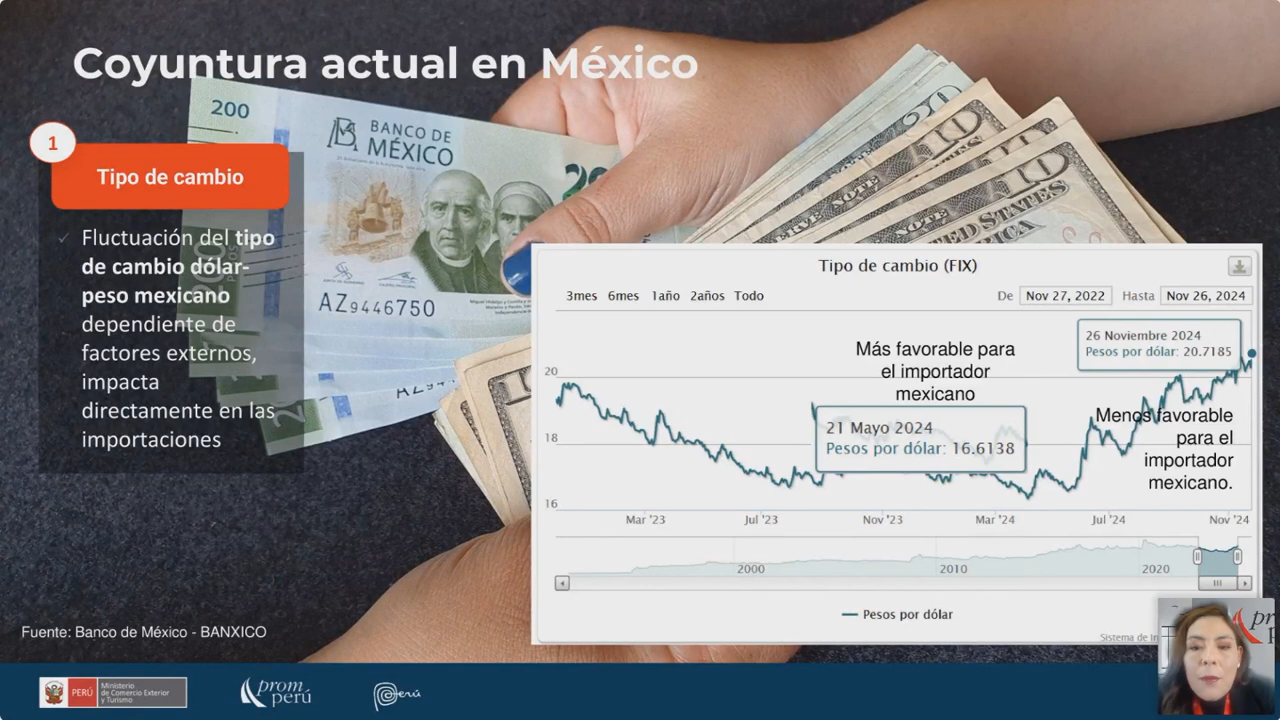 Coyuntura actual en México
1
Tipo de cambio
Fluctuación del tipo
de cambio dólar-
peso mexicano
dependiente de
factores externos,
impacta
directamente en las
importaciones
200
BANCO DE
MÉXICO
AZ9446750
Tipo de cambio (FIX)
3mes 6mes 1año 2años Todo
De Nov 27, 2022 Hasta Nov 26, 2024
26 Noviembre 2024
Pesos por dólar: 20.7185
Más favorable para
el importador
mexicano
21 Mayo 2024
Pesos por dólar: 16.6138
Menos favorable
para el
importador
mexicano.
20
18
16
Mar '23 Jul '23 Nov '23 Mar '24 Jul '24 Nov '24
2000 2010 2020
Pesos por dólar
Sistema de In
Fuente: Banco de México - BANXICO
PERÚ
Ministerio
de Comercio Exterior
y Turismo
prom
perú
Perú